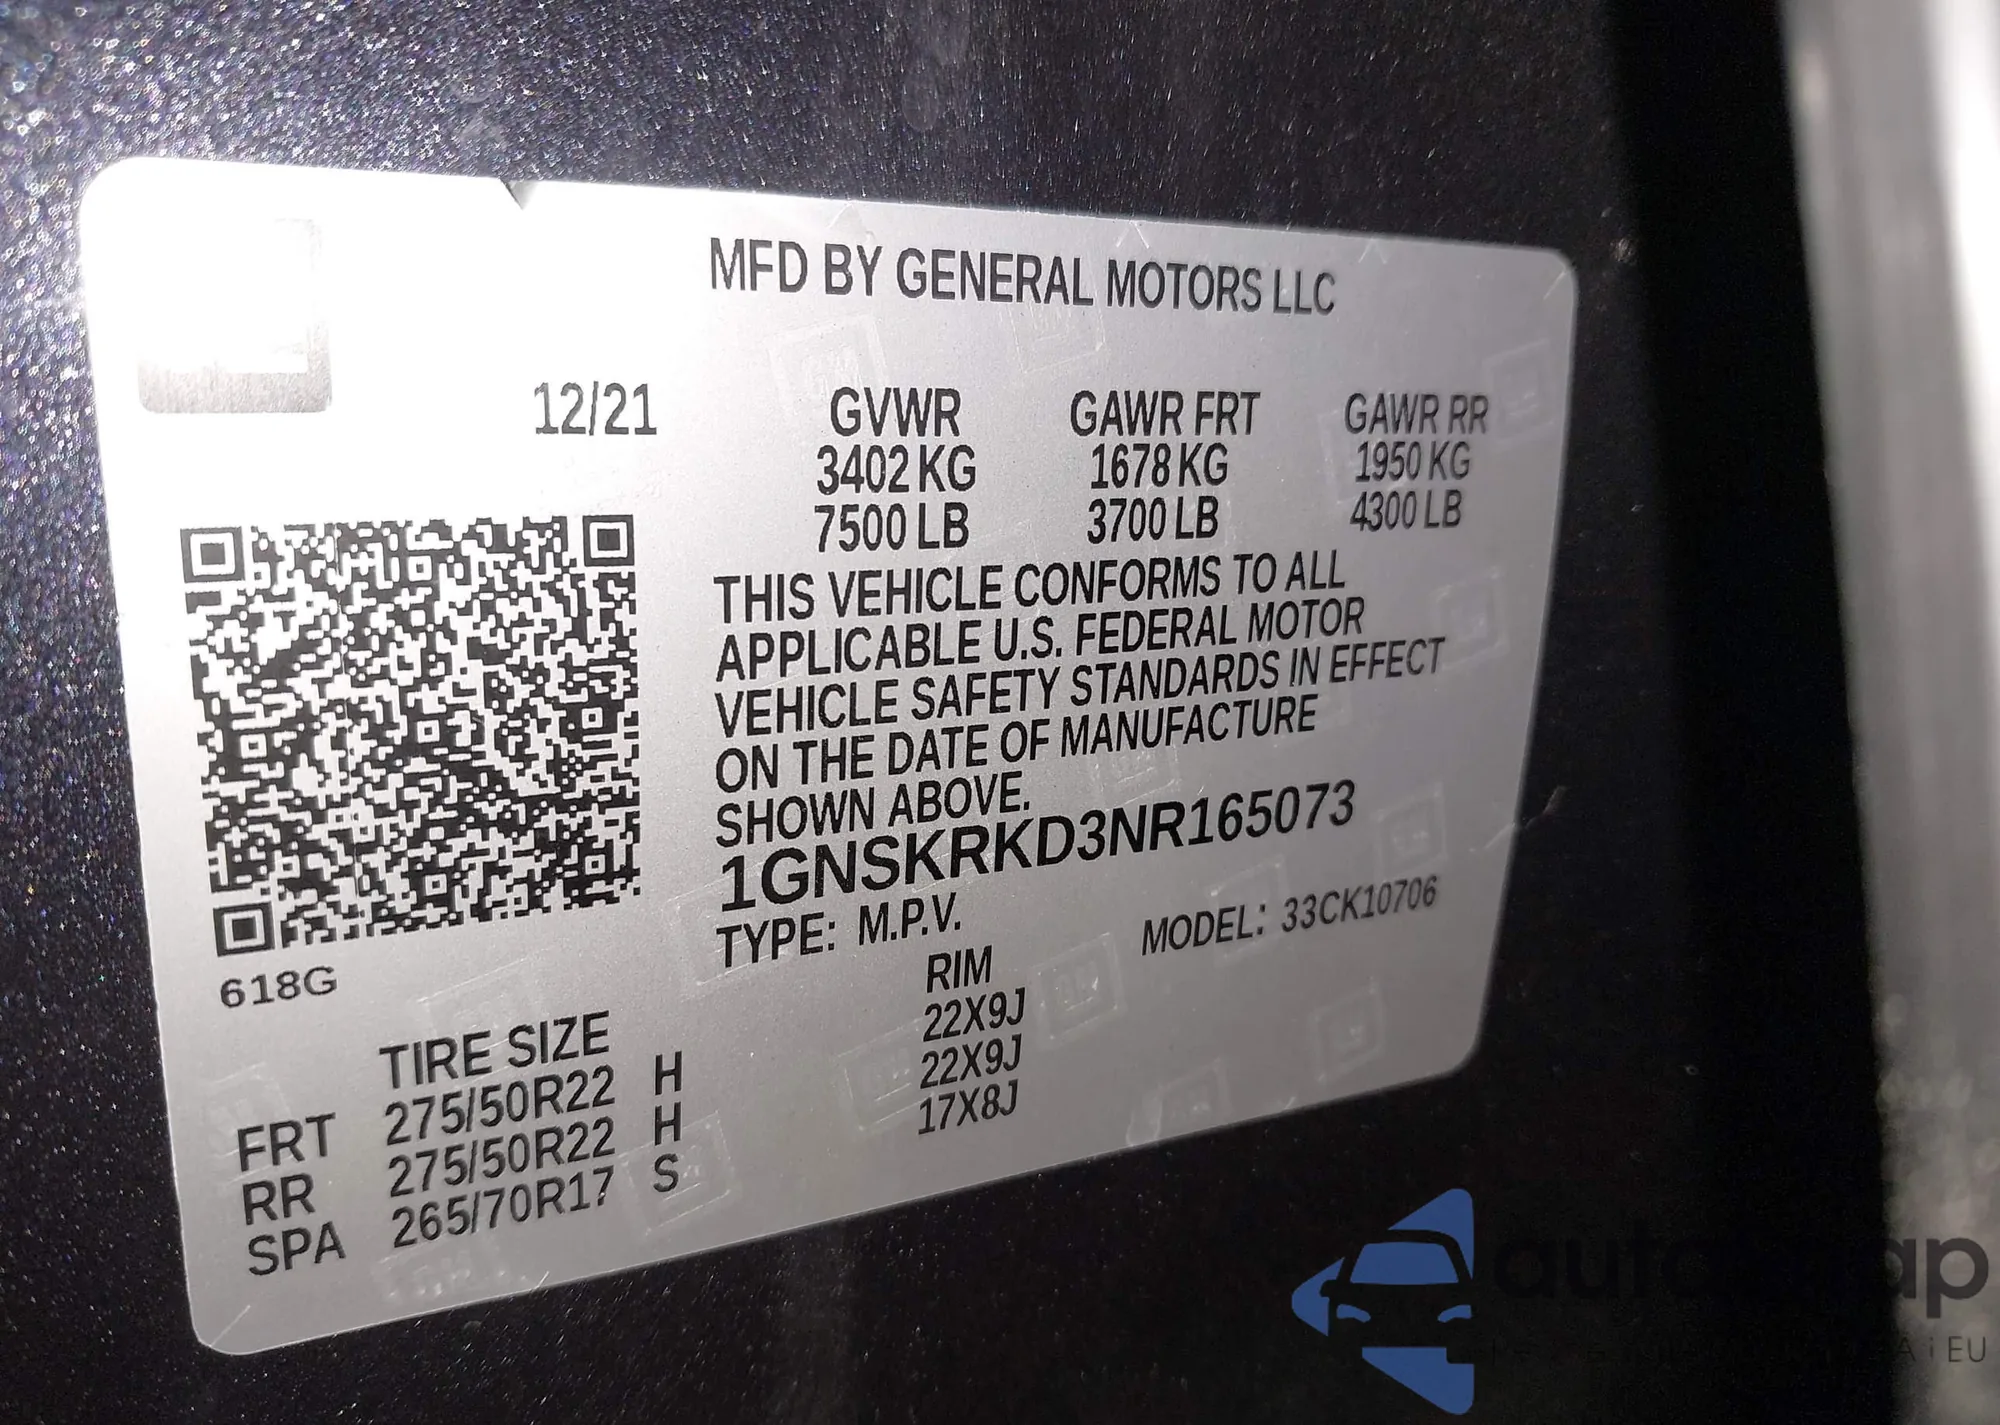 MFD BY GENERAL MOTORS LLC
12/21
GVWR GAWR FRT GAWR RR
3402 KG 1678 KG 1950 KG
7500 LB 3700 LB 4300 LB
THIS VEHICLE CONFORMS TO ALL
APPLICABLE U.S. FEDERAL MOTOR
VEHICLE SAFETY STANDARDS IN EFFECT
ON THE DATE OF MANUFACTURE
SHOWN ABOVE.
1GNSKRKD3NR165073
TYPE: M.P.V. MODEL: 33CK10706
618G
TIRE SIZE RIM
FRT 275/50R22 H 22X9J
RR 275/50R22 H 22X9J
SPA 265/70R17 S 17X8J
EU